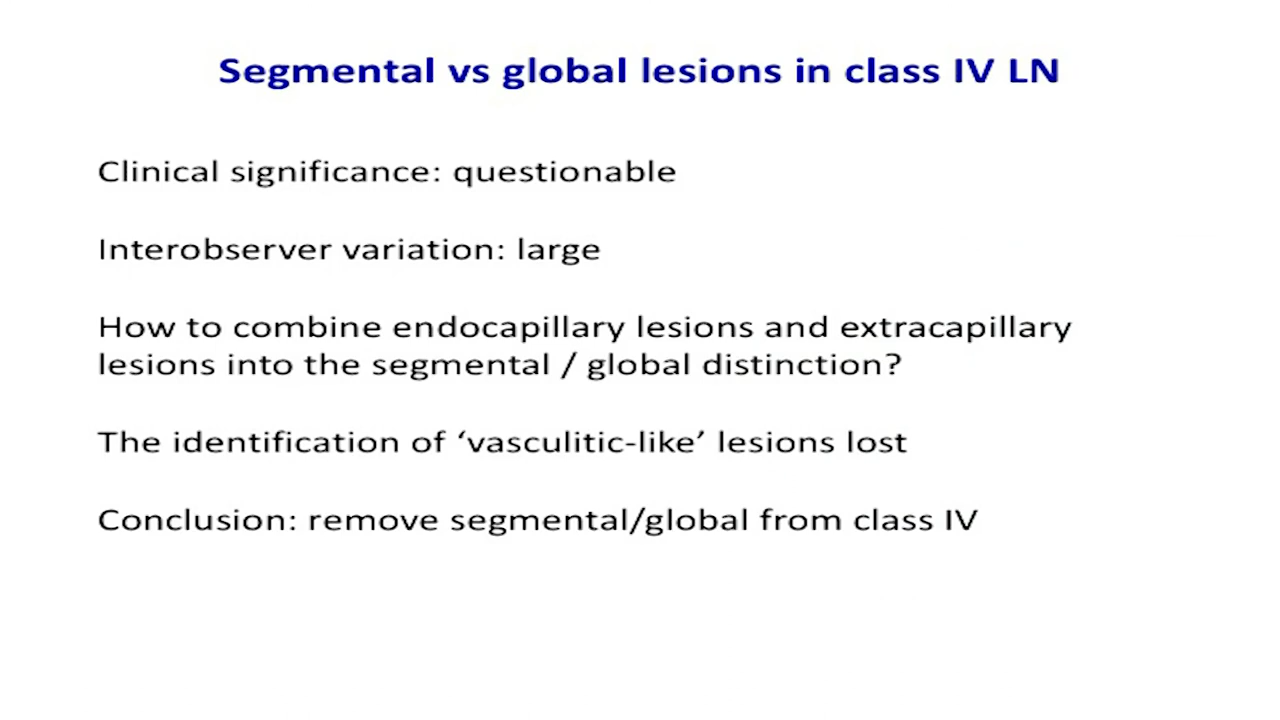 Segmental vs global lesions in class IV LN
Clinical significance: questionable
Interobserver variation: large
How to combine endocapillary lesions and extracapillary
lesions into the segmental / global distinction?
The identification of ‘vasculitic-like’ lesions lost
Conclusion: remove segmental/global from class IV